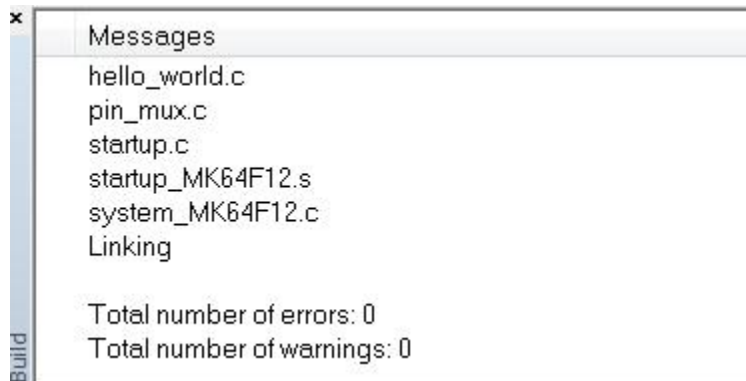 Messages
hello_world.c
pin_mux.c
startup.c
startup_MK64F12.s
system_MK64F12.c
Linking
Total number of errors: 0
Total number of warnings: 0
Build